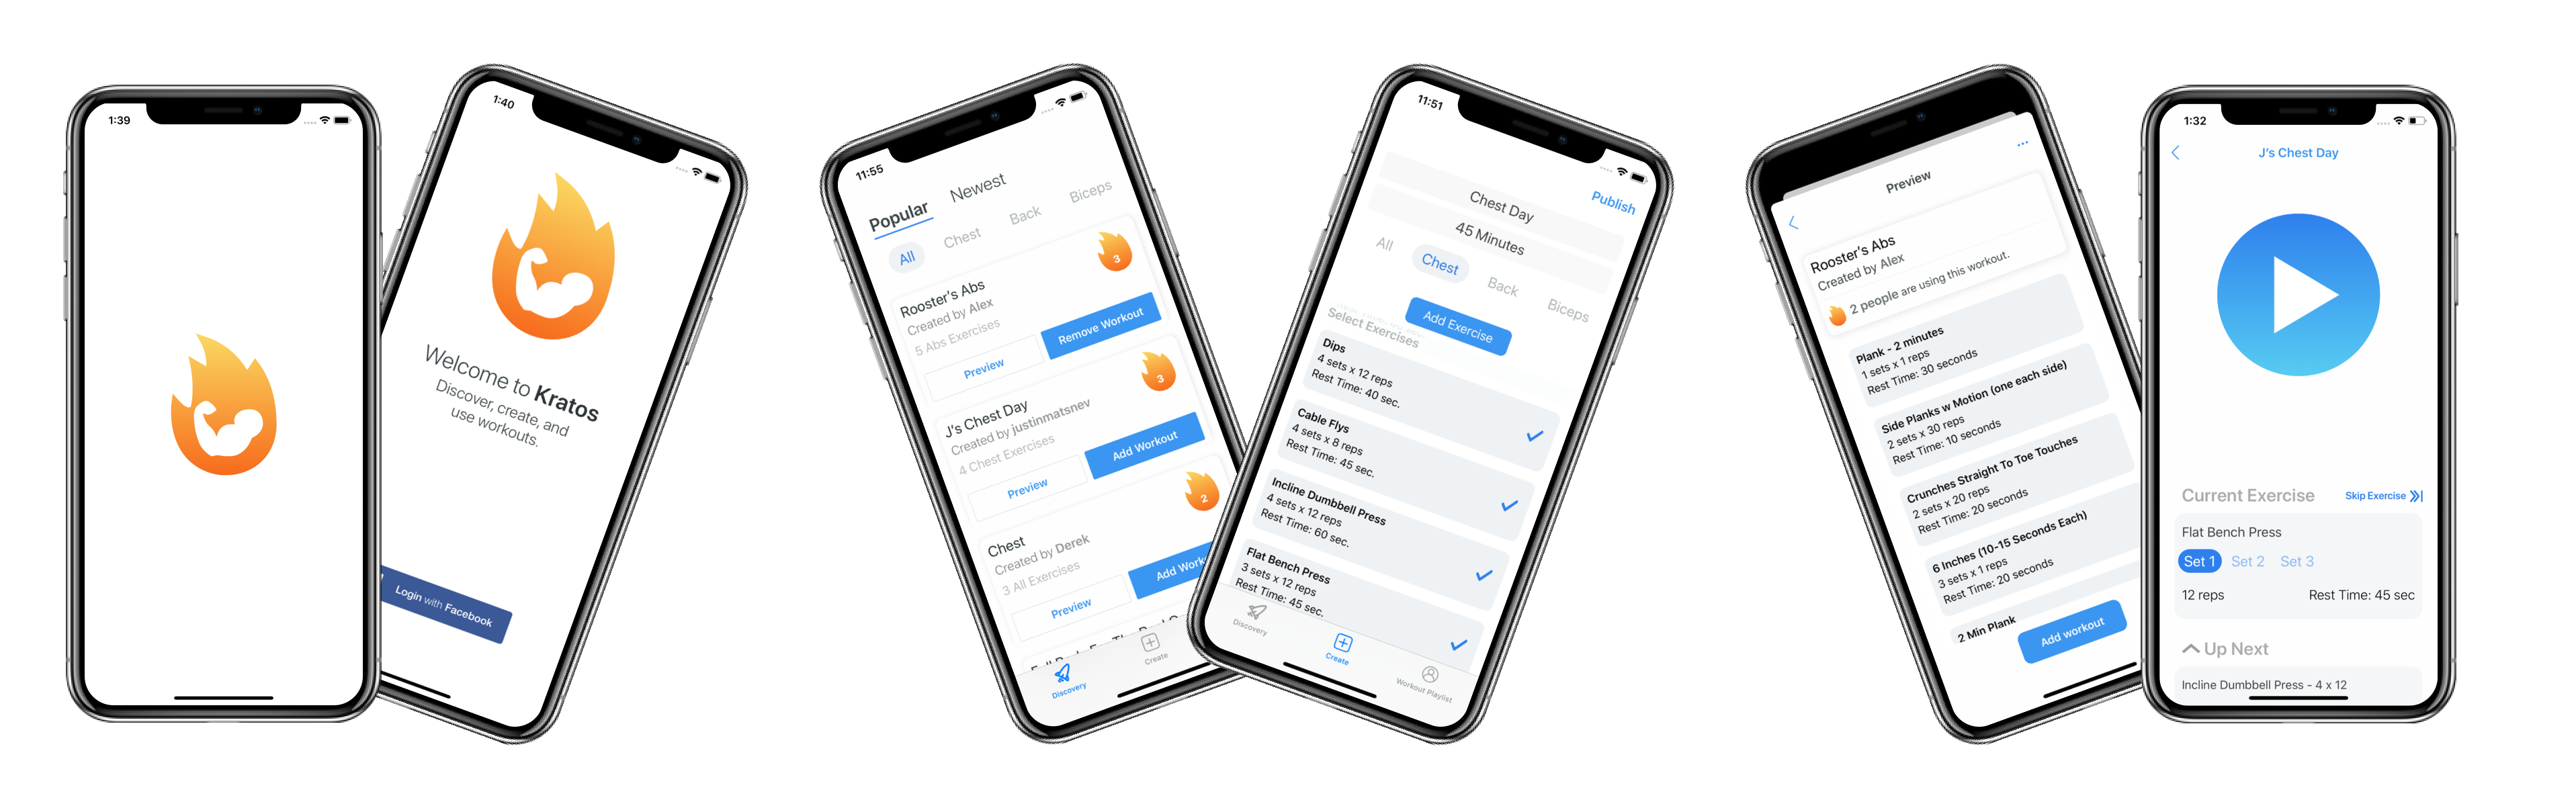 1:39
1:40
Welcome to Kratos
Discover, create, and
use workouts.
Login with Facebook
11:55
Popular Newest
All Chest Back Biceps
3
Rooster's Abs
Created by Alex
5 Abs Exercises
Preview Remove Workout
3
J's Chest Day
Created by justinmatsnev
4 Chest Exercises
Preview Add Workout
2
Chest
Created by Derek
3 All Exercises
Preview Add Work
Discovery Create
11:51
Publish
Chest Day
45 Minutes
All Chest Back Biceps
Add Exercise
Select Exercises
Dips
4 sets x 12 reps
Rest Time: 40 sec.
Cable Flys
4 sets x 8 reps
Rest Time: 45 sec.
Incline Dumbbell Press
4 sets x 12 reps
Rest Time: 60 sec.
Flat Bench Press
3 sets x 12 reps
Rest Time: 45 sec.
Discovery Create Workout Playlist
Preview
Rooster's Abs
Created by Alex
2 people are using this workout.
Plank - 2 minutes
1 sets x 1 reps
Rest Time: 30 seconds
Side Planks w Motion (one each side)
2 sets x 30 reps
Rest Time: 10 seconds
Crunches Straight To Toe Touches
2 sets x 20 reps
Rest Time: 20 seconds
6 Inches (10-15 Seconds Each)
3 sets x 1 reps
Rest Time: 20 seconds
2 Min Plank
Add workout
1:32
J's Chest Day
Current Exercise Skip Exercise
Flat Bench Press
Set 1 Set 2 Set 3
12 reps Rest Time: 45 sec
Up Next
Incline Dumbbell Press - 4 x 12